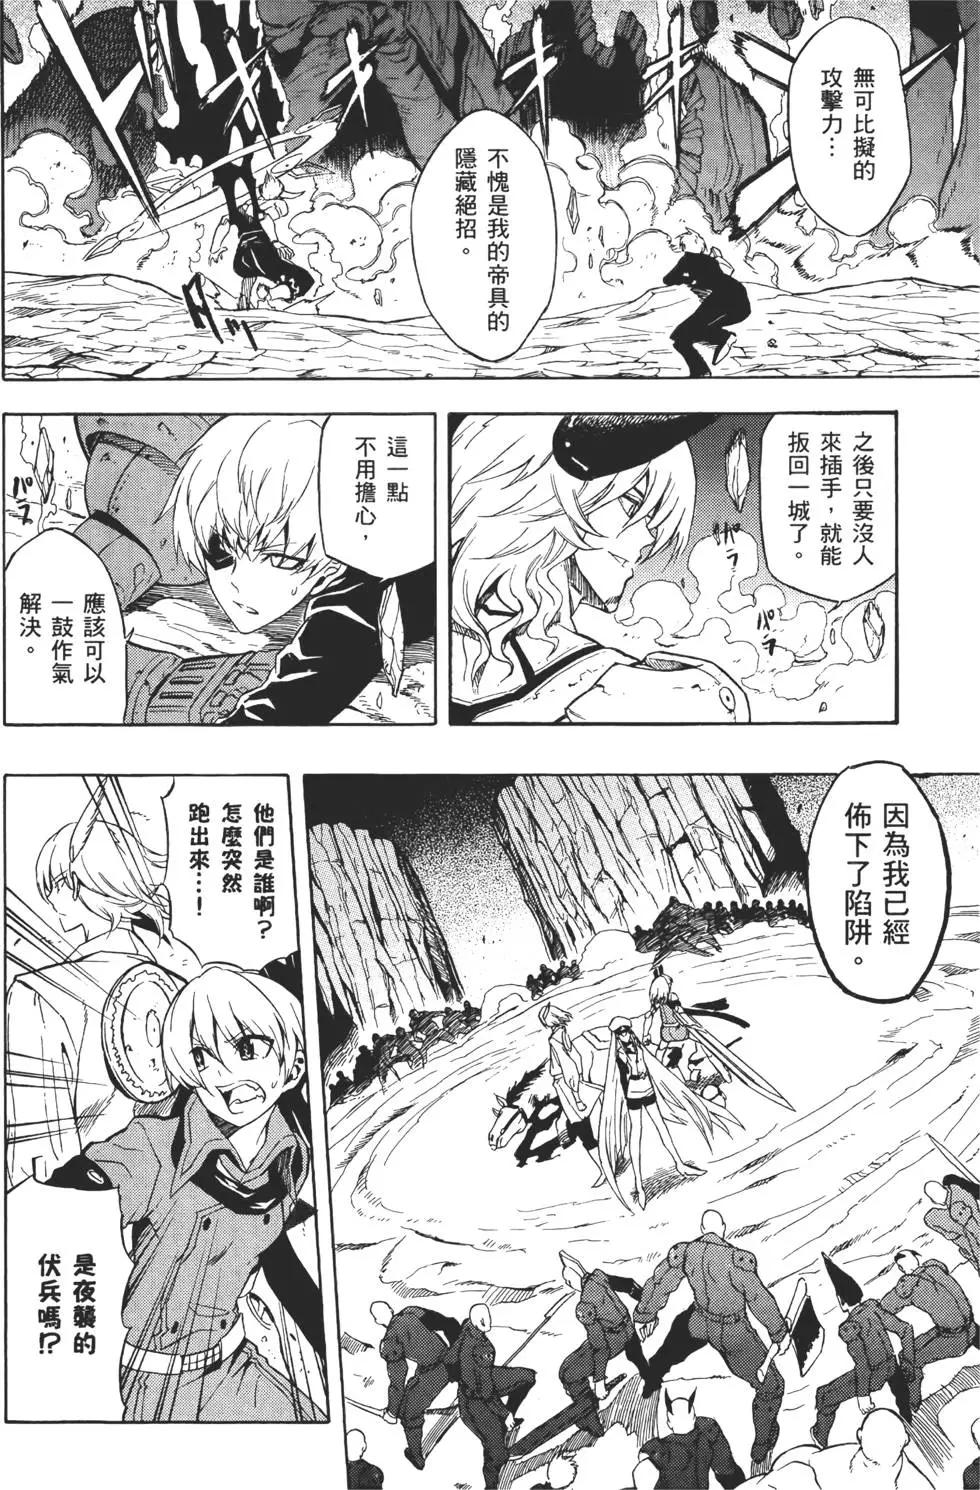 無可比擬的
攻擊力…
不愧是我的帝具的
隱藏絕招。
之後只要沒人
來插手，就能
扳回一城了。
パラ
這一點
不用擔心，
應該可以
一鼓作氣
解決。
パラ
因為我已經
佈下了陷阱。
他們是誰啊?
怎麼突然
跑出來…!
是夜襲的
伏兵嗎!?